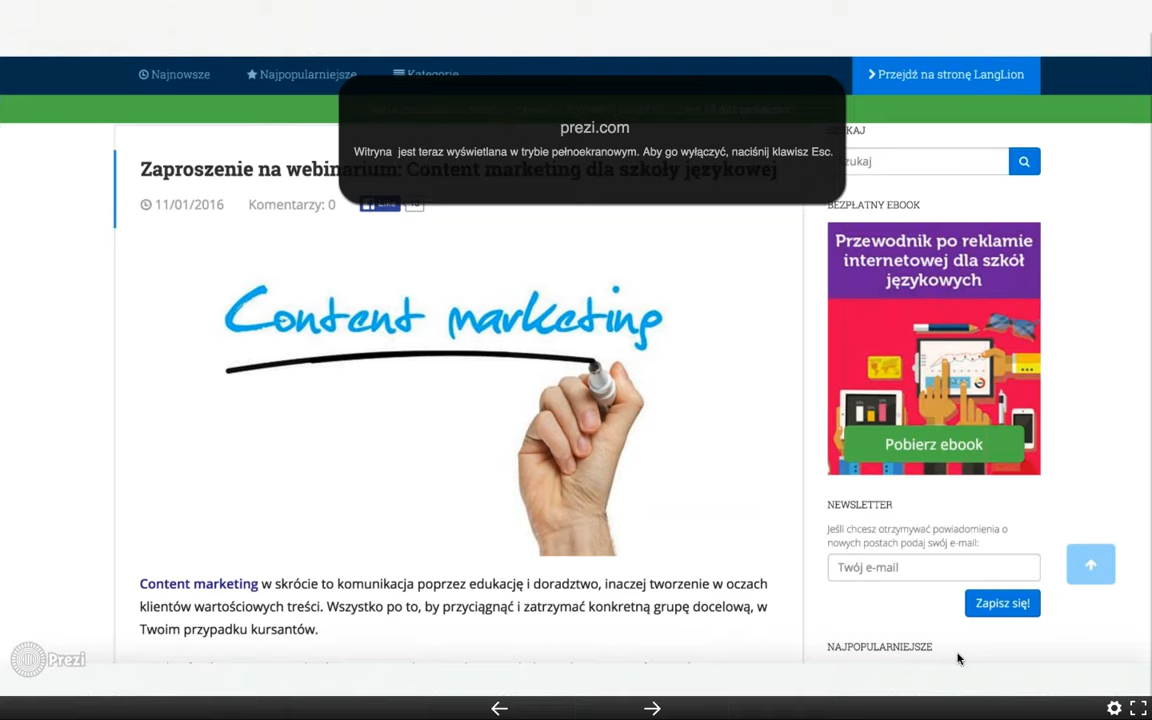 Najnowsze
Najpopularniejsze
Kategorie
Przejdź na stronę LangLion
prezi.com
Witryna jest teraz wyświetlana w trybie pełnoekranowym. Aby go wyłączyć, naciśnij klawisz Esc.
Zaproszenie na webinarium: Content marketing dla szkoły językowej
11/01/2016
Komentarzy: 0
Like
Content marketing
Content marketing w skrócie to komunikacja poprzez edukację i doradztwo, inaczej tworzenie w oczach
klientów wartościowych treści. Wszystko po to, by przyciągnąć i zatrzymać konkretną grupę docelową, w
Twoim przypadku kursantów.
BEZPŁATNY EBOOK
Przewodnik po reklamie
internetowej dla szkół
językowych
Pobierz ebook
NEWSLETTER
Jeśli chcesz otrzymywać powiadomienia o
nowych postach podaj swój e-mail:
Twój e-mail
Zapisz się!
NAJPOPULARNIEJSZE
Prezi